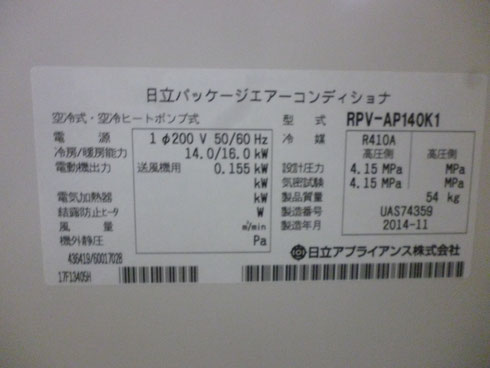 日立パッケージエアーコンディショナ
空冷式・空冷ヒートポンプ式
型式 RPV-AP140K1
電源 1φ200 V 50/60 Hz
冷房/暖房能力 14.0/16.0 kW
電動機出力 送風機用 0.155 kW
kW
電気加熱器 kW
結露防止ヒータ W
風量 m³/min
機外静圧 Pa
冷媒 R410A
高圧側 低圧側
設計圧力 4.15 MPa MPa
気密試験 4.15 MPa MPa
製品質量 54 kg
製造番号 UAS74359
製造年月 2014-11
日立アプライアンス株式会社
436419/6001702B
17F13405H